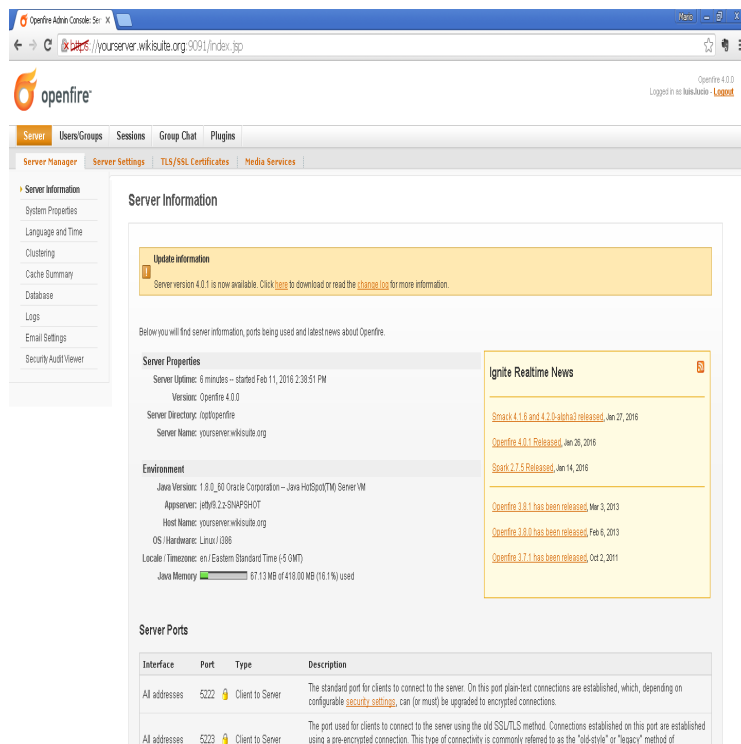 Openfire Admin Console: Ser
Mario
https://yourserver.wikisuite.org:9091/index.jsp
openfire
Openfire 4.0.0
Logged in as luis.lucio - Logout
Server Users/Groups Sessions Group Chat Plugins
Server Manager Server Settings TLS/SSL Certificates Media Services
Server Information
System Properties
Language and Time
Clustering
Cache Summary
Database
Logs
Email Settings
Security Audit Viewer
Server Information
Update information
Server version 4.0.1 is now available. Click here to download or read the change log for more information.
Below you will find server information, ports being used and latest news about Openfire.
Server Properties
Server Uptime: 6 minutes -- started Feb 11, 2016 2:38:51 PM
Version: Openfire 4.0.0
Server Directory: /opt/openfire
Server Name: yourserver.wikisuite.org
Environment
Java Version: 1.8.0_60 Oracle Corporation -- Java HotSpot(TM) Server VM
Appserver: jetty/9.2.z-SNAPSHOT
Host Name: yourserver.wikisuite.org
OS / Hardware: Linux / i386
Locale / Timezone: en / Eastern Standard Time (-5 GMT)
Java Memory 67.13 MB of 418.00 MB (16.1%) used
Ignite Realtime News
Smack 4.1.6 and 4.2.0-alpha3 released, Jan 27, 2016
Openfire 4.0.1 Released, Jan 26, 2016
Spark 2.7.5 Released, Jan 14, 2016
Openfire 3.8.1 has been released, Mar 3, 2013
Openfire 3.8.0 has been released, Feb 6, 2013
Openfire 3.7.1 has been released, Oct 2, 2011
Server Ports
Interface Port Type Description
All addresses 5222 Client to Server The standard port for clients to connect to the server. On this port plain-text connections are established, which, depending on
configurable security settings, can (or must) be upgraded to encrypted connections.
All addresses 5223 Client to Server The port used for clients to connect to the server using the old SSL/TLS method. Connections established on this port are established
using a pre-encrypted connection. This type of connectivity is commonly referred to as the "old-style" or "legacy" method of